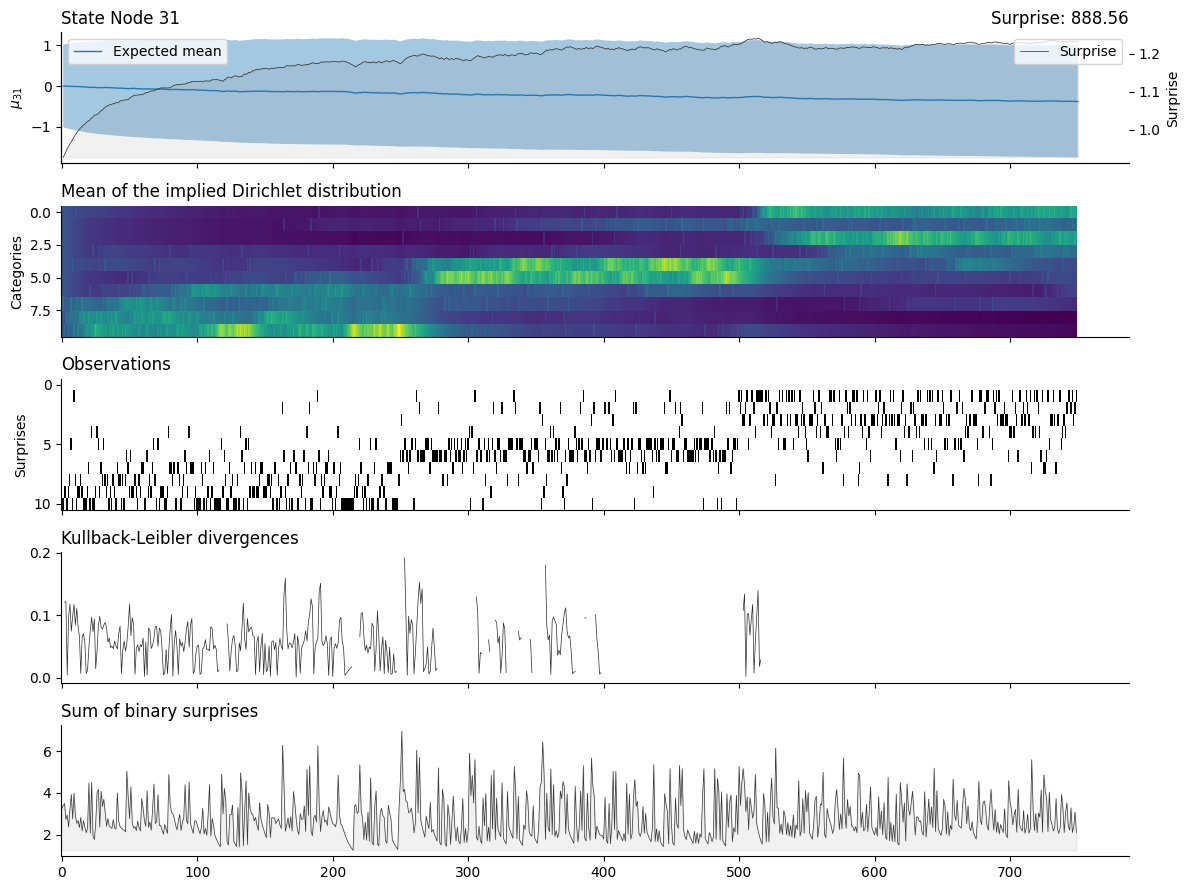 State Node 31
Surprise: 888.56
Expected mean
Surprise
1
0
−1
μ31
1.2
1.1
1.0
Surprise
Mean of the implied Dirichlet distribution
0.0
2.5
5.0
7.5
Categories
Observations
0
5
10
Surprises
Kullback-Leibler divergences
0.2
0.1
0.0
Sum of binary surprises
6
4
2
0 100 200 300 400 500 600 700